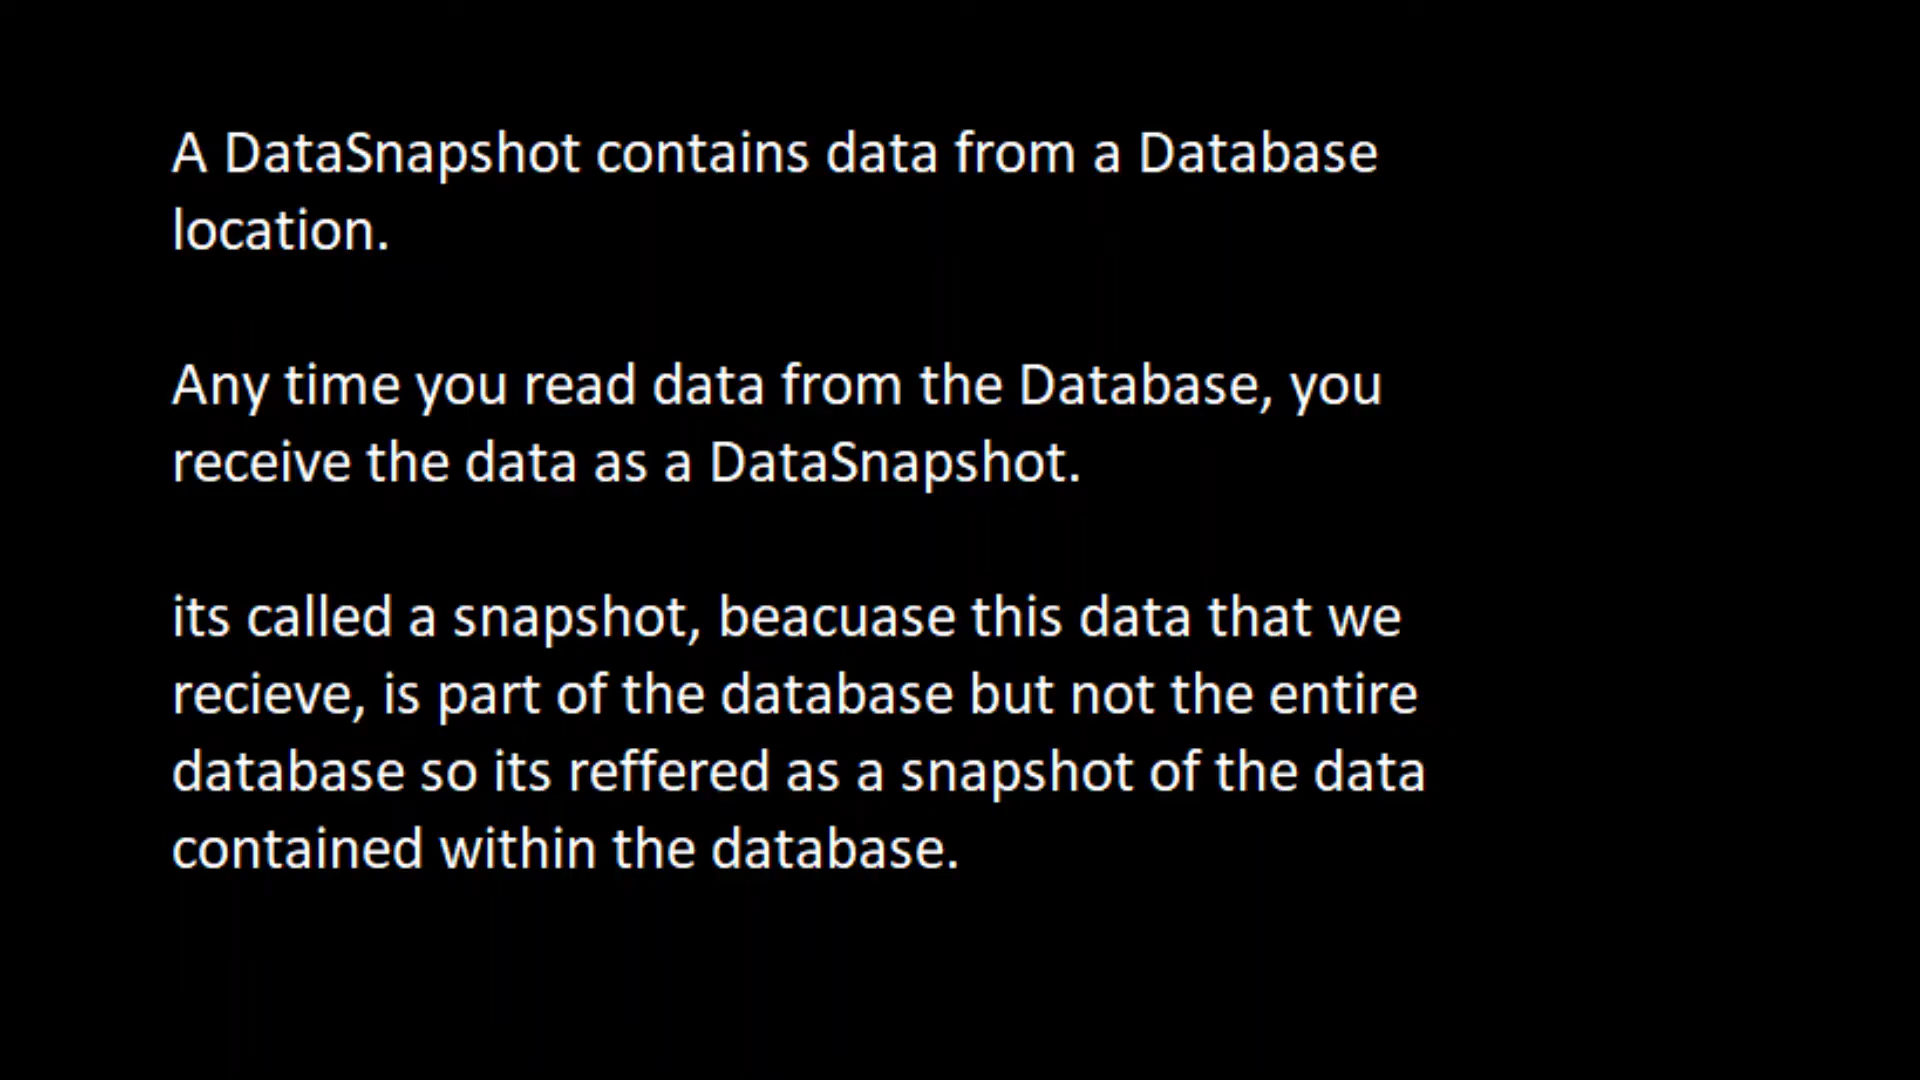 A DataSnapshot contains data from a Database
location.
Any time you read data from the Database, you
receive the data as a DataSnapshot.
its called a snapshot, beacuase this data that we
recieve, is part of the database but not the entire
database so its reffered as a snapshot of the data
contained within the database.